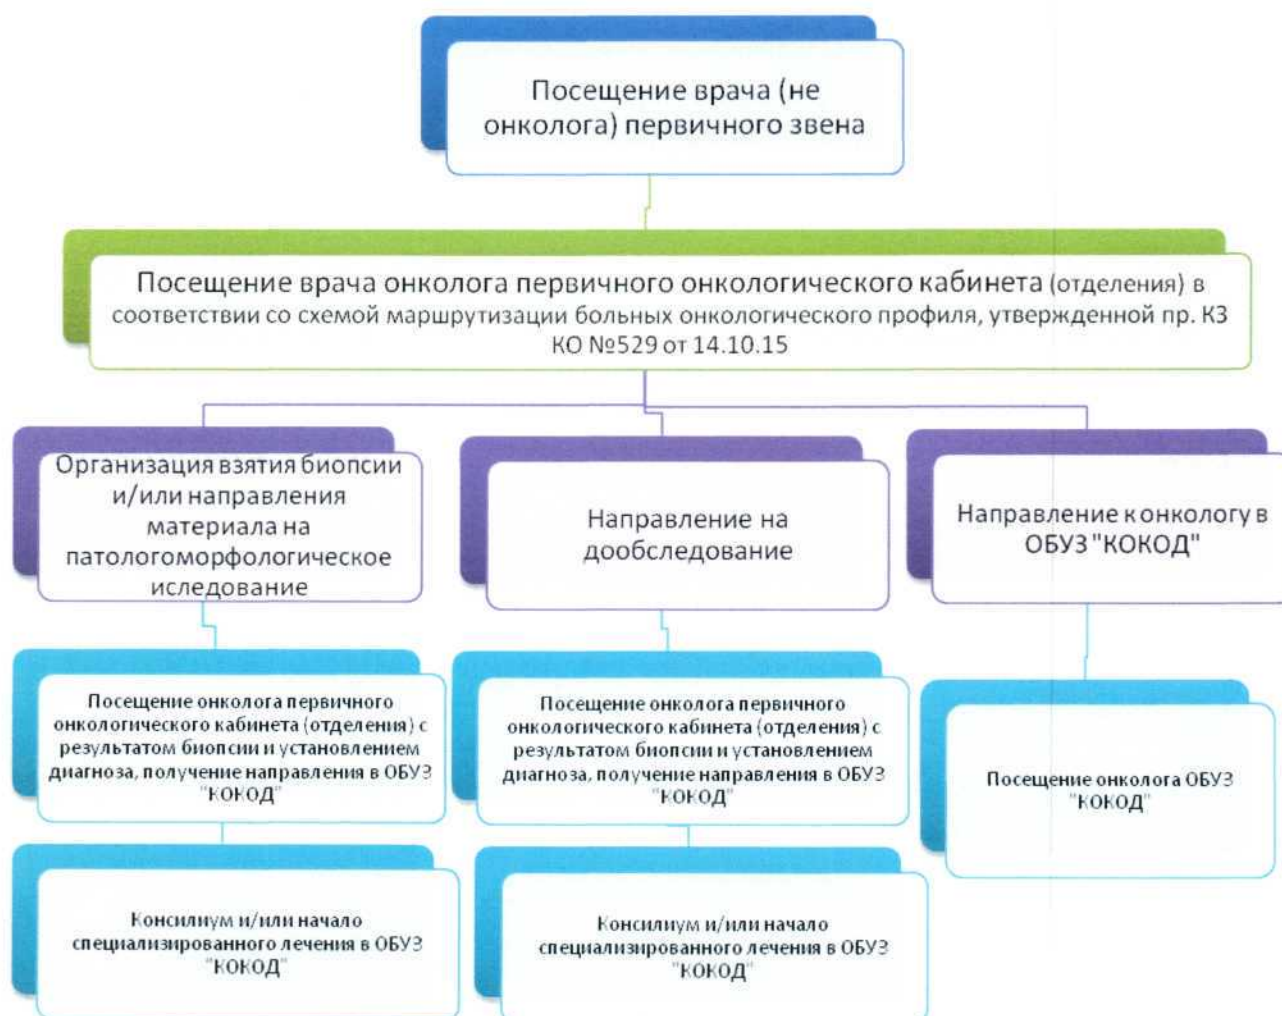 Посещение врача (не
онколога) первичного звена
Посещение врача онколога первичного онкологического кабинета (отделения) в
соответствии со схемой маршрутизации больных онкологического профиля, утвержденной пр. КЗ
КО №529 от 14.10.15
Организация взятия биопсии
и/или направления
материала на
патологоморфологическое
иследование
Направление на
дообследование
Направление к онкологу в
ОБУЗ "КОКОД"
Посещение онколога первичного
онкологического кабинета (отделения) с
результатом биопсии и установлением
диагноза, получение направления в ОБУЗ
"КОКОД"
Посещение онколога первичного
онкологического кабинета (отделения) с
результатом биопсии и установлением
диагноза, получение направления в ОБУЗ
"КОКОД"
Посещение онколога ОБУЗ
"КОКОД"
Консилиум и/или начало
специализированного лечения в ОБУЗ
"КОКОД"
Консилиум и/или начало
специализированного лечения в ОБУЗ
"КОКОД"